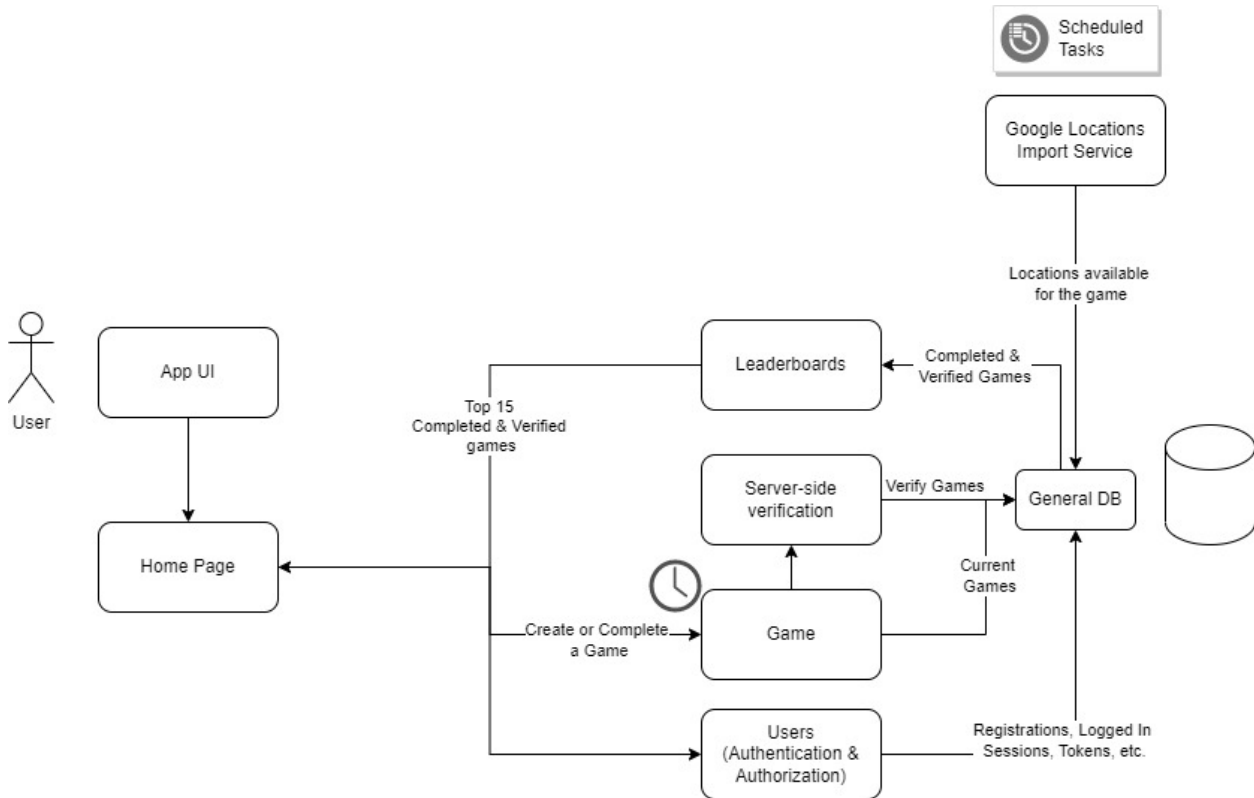 Scheduled
Tasks
Google Locations
Import Service
Locations available
for the game
User
App UI
Leaderboards
Completed &
Verified Games
Top 15
Completed & Verified
games
Server-side
verification
Verify Games
General DB
Home Page
Current
Games
Create or Complete
a Game
Game
Users
(Authentication &
Authorization)
Registrations, Logged In
Sessions, Tokens, etc.